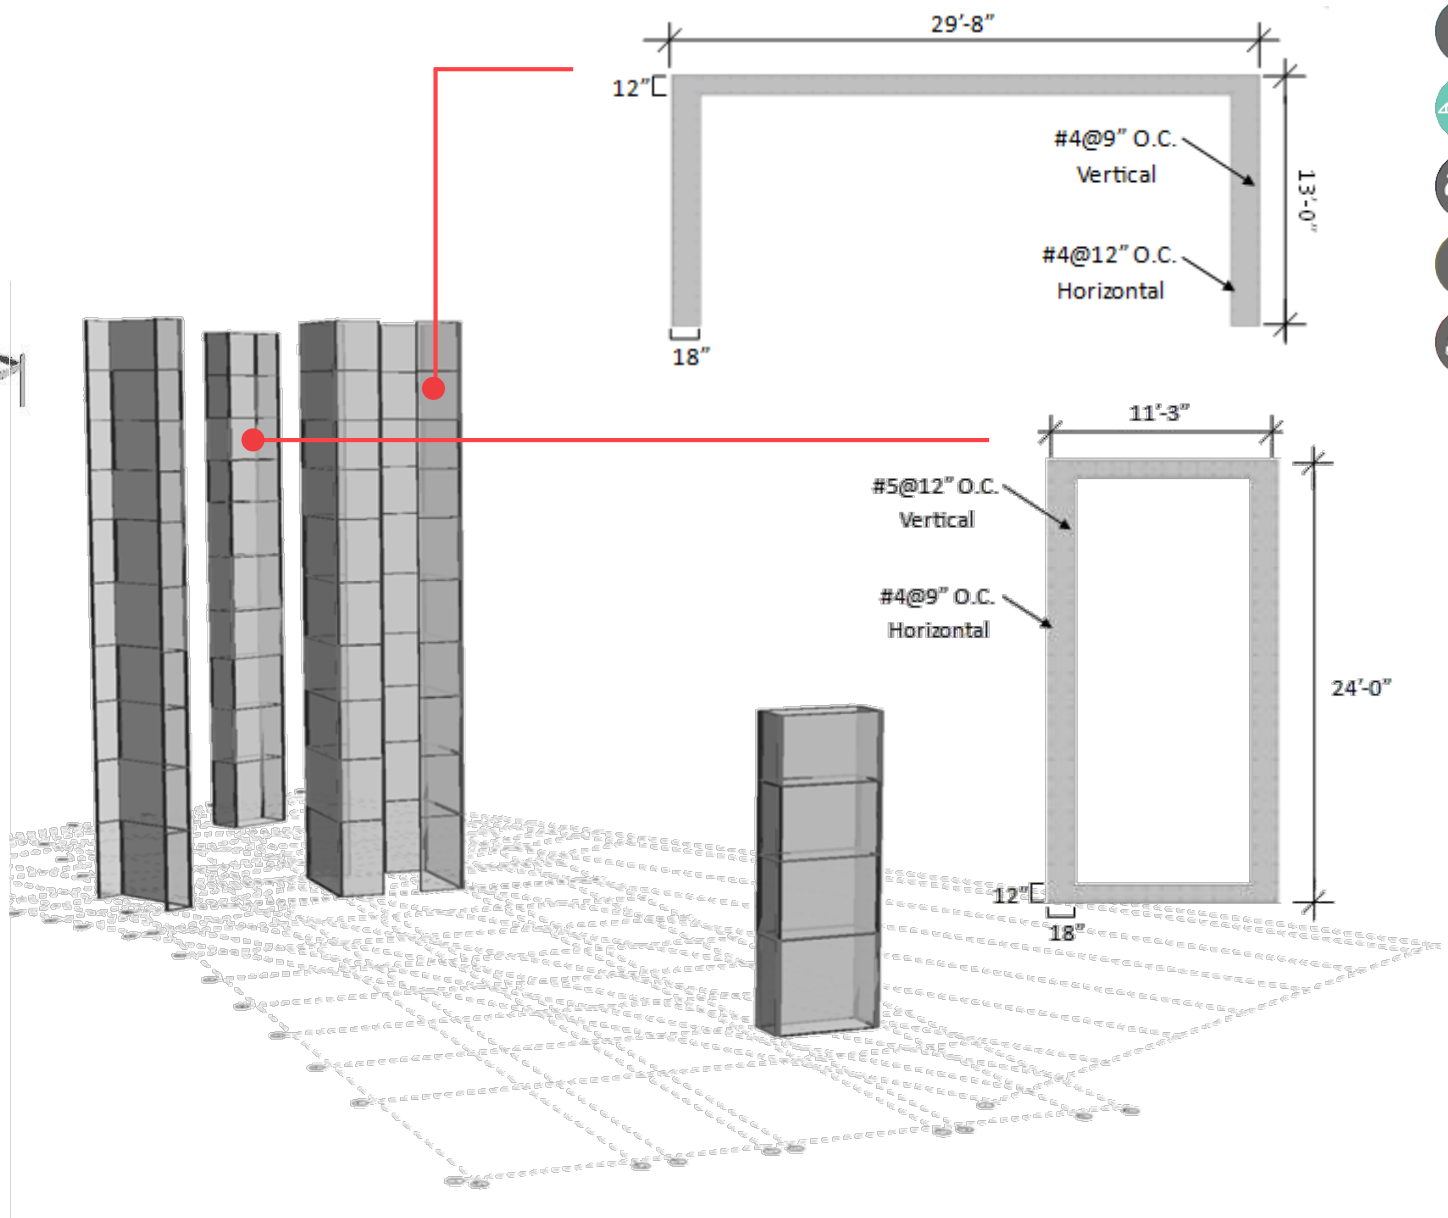 29'-8"
12"
#4@9" O.C.
Vertical
13'-0"
#4@12" O.C.
Horizontal
18"
11'-3"
#5@12" O.C.
Vertical
#4@9" O.C.
Horizontal
24'-0"
12"
18"